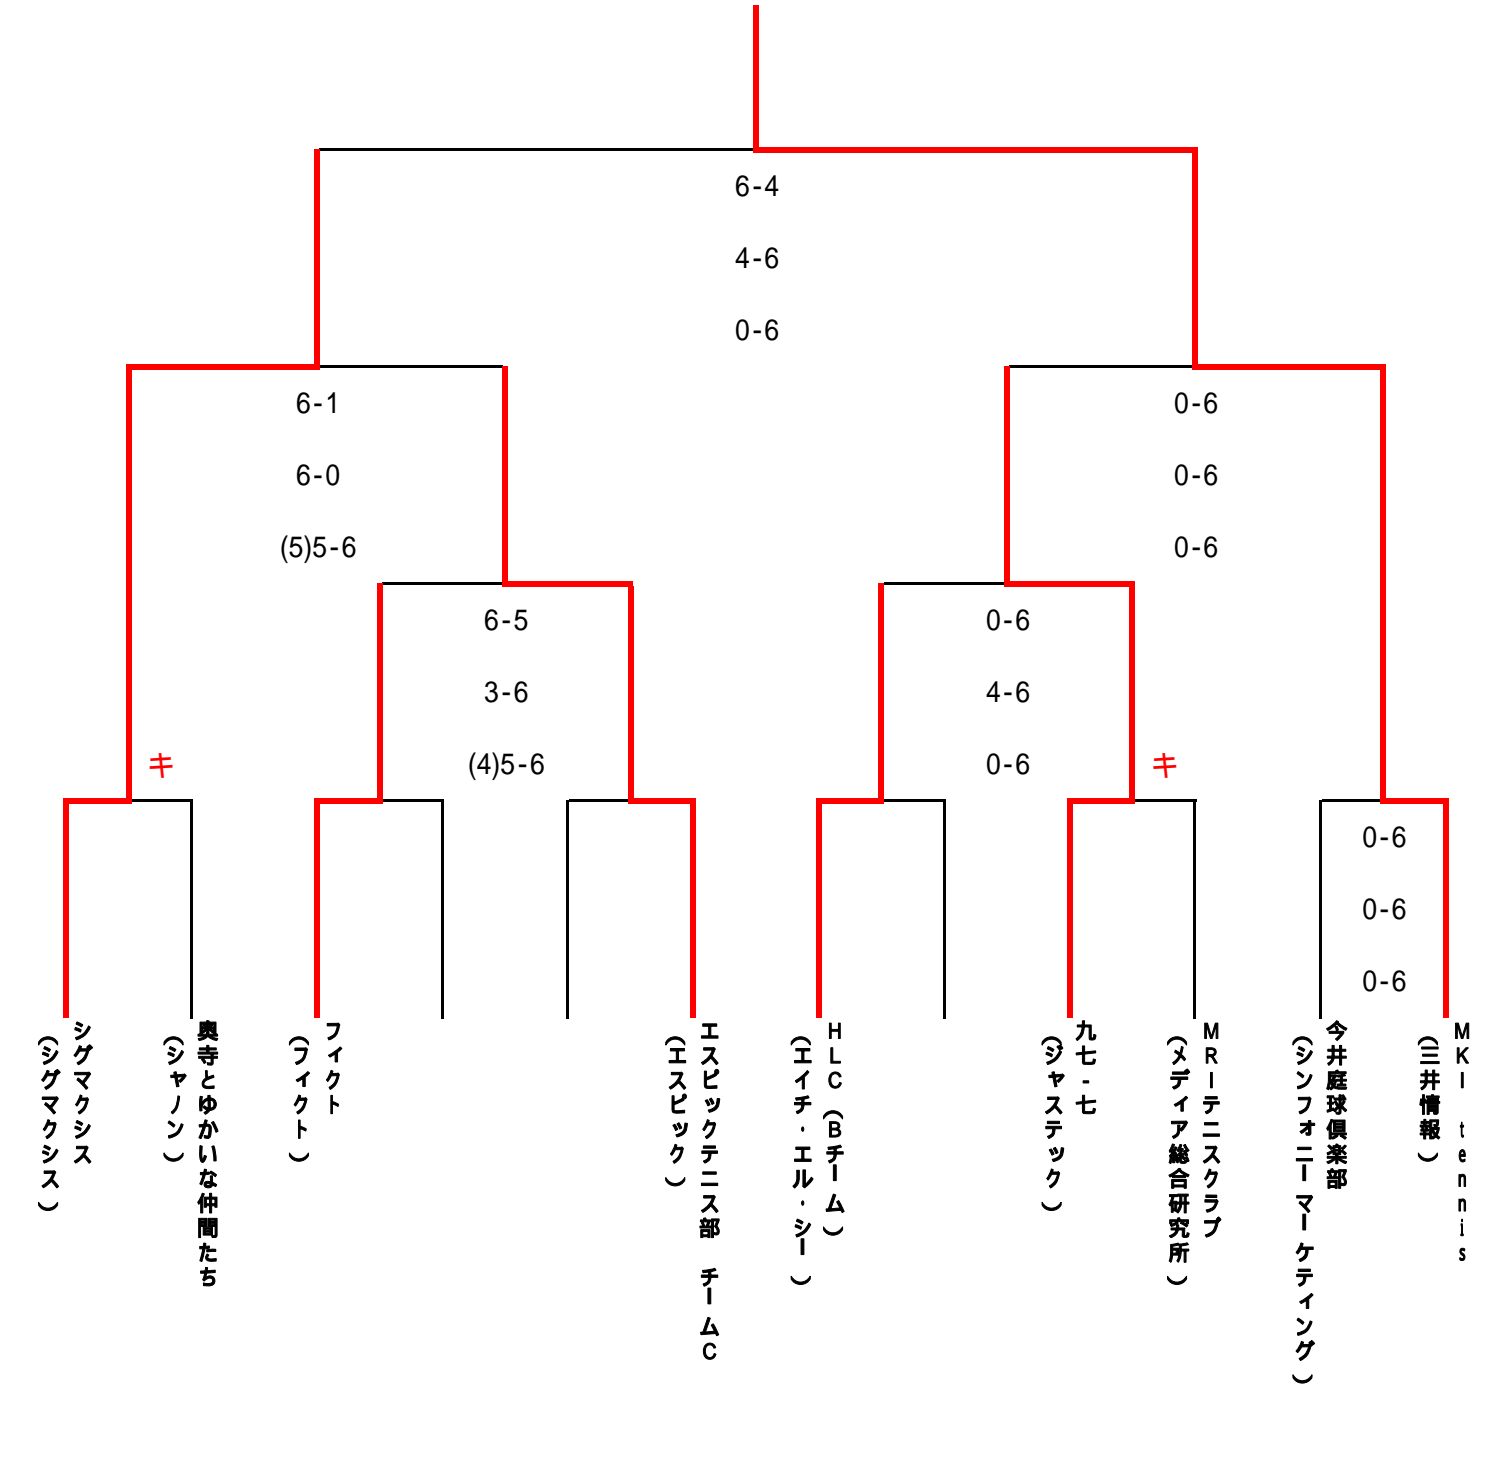 6-4
4-6
0-6
6-1
6-0
(5)5-6
0-6
0-6
0-6
6-5
3-6
(4)5-6
0-6
4-6
0-6
キ
キ
0-6
0-6
0-6
シグマクシス
(シグマクシス)
奥寺とゆかいな仲間たち
(シャノン)
フィクト
(フィクト)
エスピックテニス部 チームC
(エスピック)
HLC(Bチーム)
(エイチ・エル・シー)
九七-七
(ジャステック)
MRIテニスクラブ
(メディア総合研究所)
今井庭球倶楽部
(シンフォニーマーケティング)
MKI tennis
(三井情報)